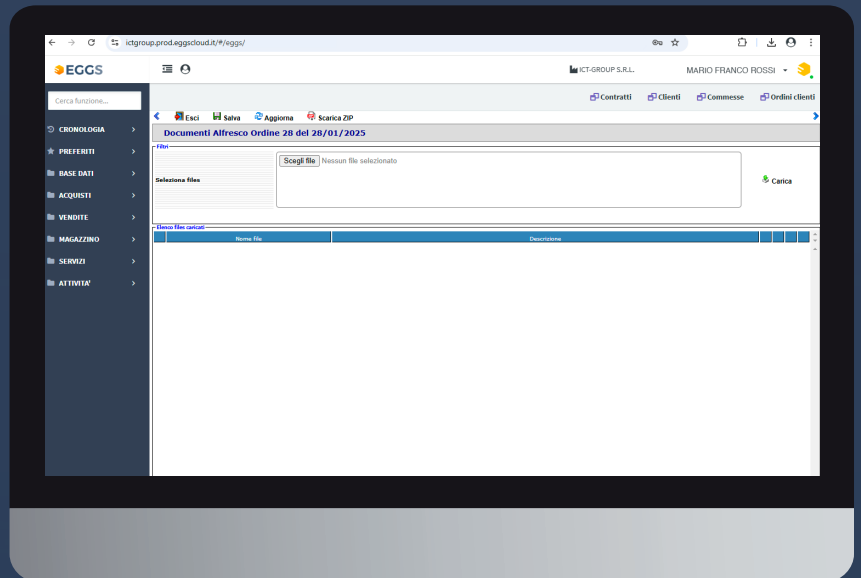 ictgroup.prod.eggscloud.it/#/eggs/
EGGS
ICT-GROUP S.R.L.
MARIO FRANCO ROSSI
Cerca funzione...
Contratti
Clienti
Commesse
Ordini clienti
Esci
Salva
Aggiorna
Scarica ZIP
CRONOLOGIA
PREFERITI
BASE DATI
ACQUISTI
VENDITE
MAGAZZINO
SERVIZI
ATTIVITA'
Documenti Alfresco Ordine 28 del 28/01/2025
Filtri
Seleziona files
Scegli file Nessun file selezionato
Carica
Elenco files caricati
Nome File
Descrizione